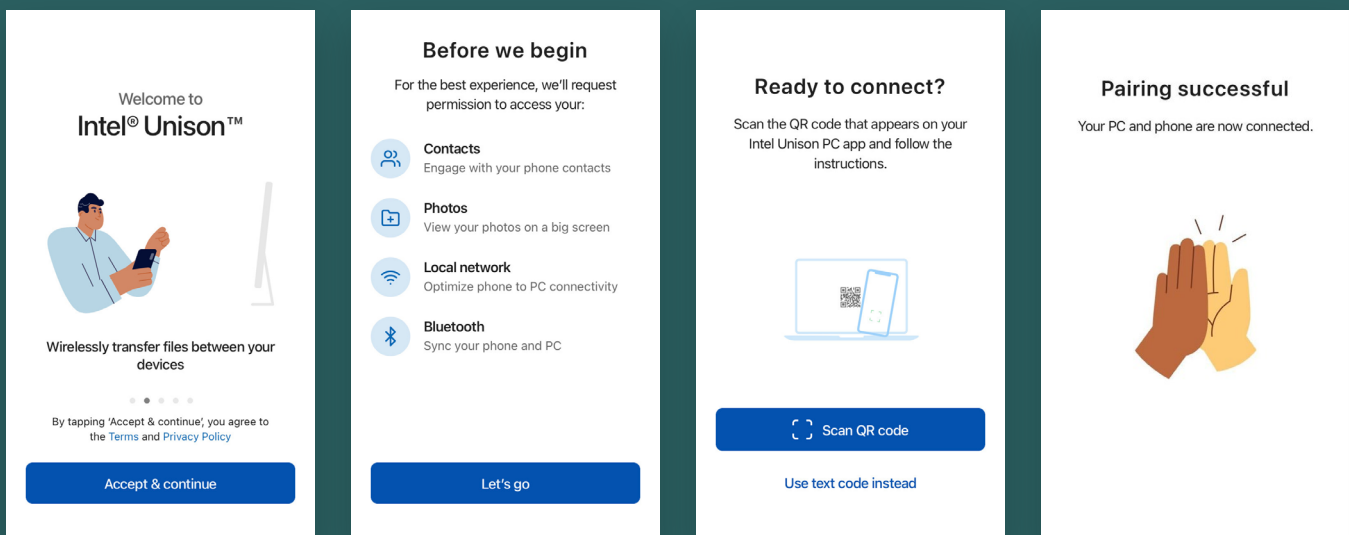 Welcome to
Intel® Unison™
Wirelessly transfer files between your
devices
By tapping ‘Accept & continue’, you agree to
the Terms and Privacy Policy
Accept & continue
Before we begin
For the best experience, we’ll request
permission to access your:
Contacts
Engage with your phone contacts
Photos
View your photos on a big screen
Local network
Optimize phone to PC connectivity
Bluetooth
Sync your phone and PC
Let’s go
Ready to connect?
Scan the QR code that appears on your
Intel Unison PC app and follow the
instructions.
Scan QR code
Use text code instead
Pairing successful
Your PC and phone are now connected.